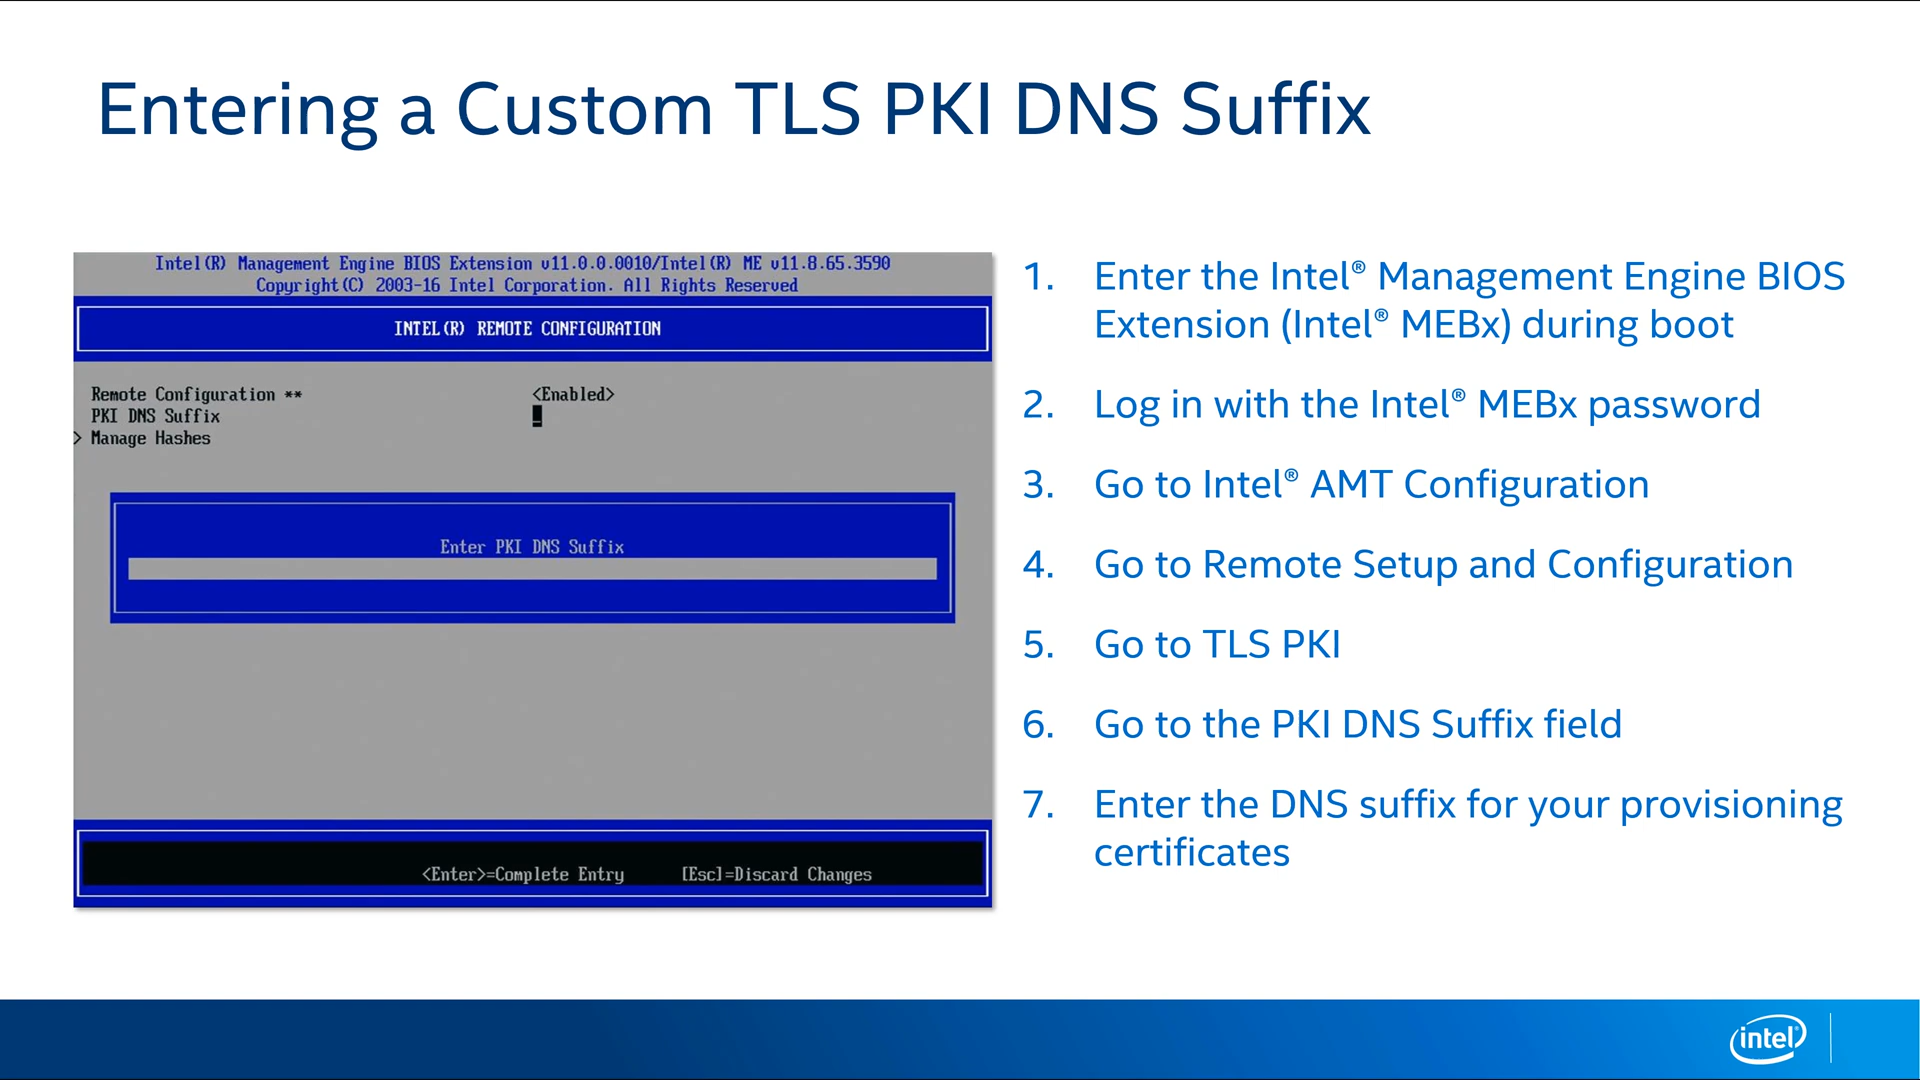 Entering a Custom TLS PKI DNS Suffix
Intel(R) Management Engine BIOS Extension v11.0.0.0010/Intel(R) ME v11.8.65.3590
Copyright(C) 2003-16 Intel Corporation. All Rights Reserved
INTEL(R) REMOTE CONFIGURATION
Remote Configuration ** <Enabled>
PKI DNS Suffix
> Manage Hashes
Enter PKI DNS Suffix
<Enter>=Complete Entry [Esc]=Discard Changes
1. Enter the Intel® Management Engine BIOS
Extension (Intel® MEBx) during boot
2. Log in with the Intel® MEBx password
3. Go to Intel® AMT Configuration
4. Go to Remote Setup and Configuration
5. Go to TLS PKI
6. Go to the PKI DNS Suffix field
7. Enter the DNS suffix for your provisioning
certificates
intel®